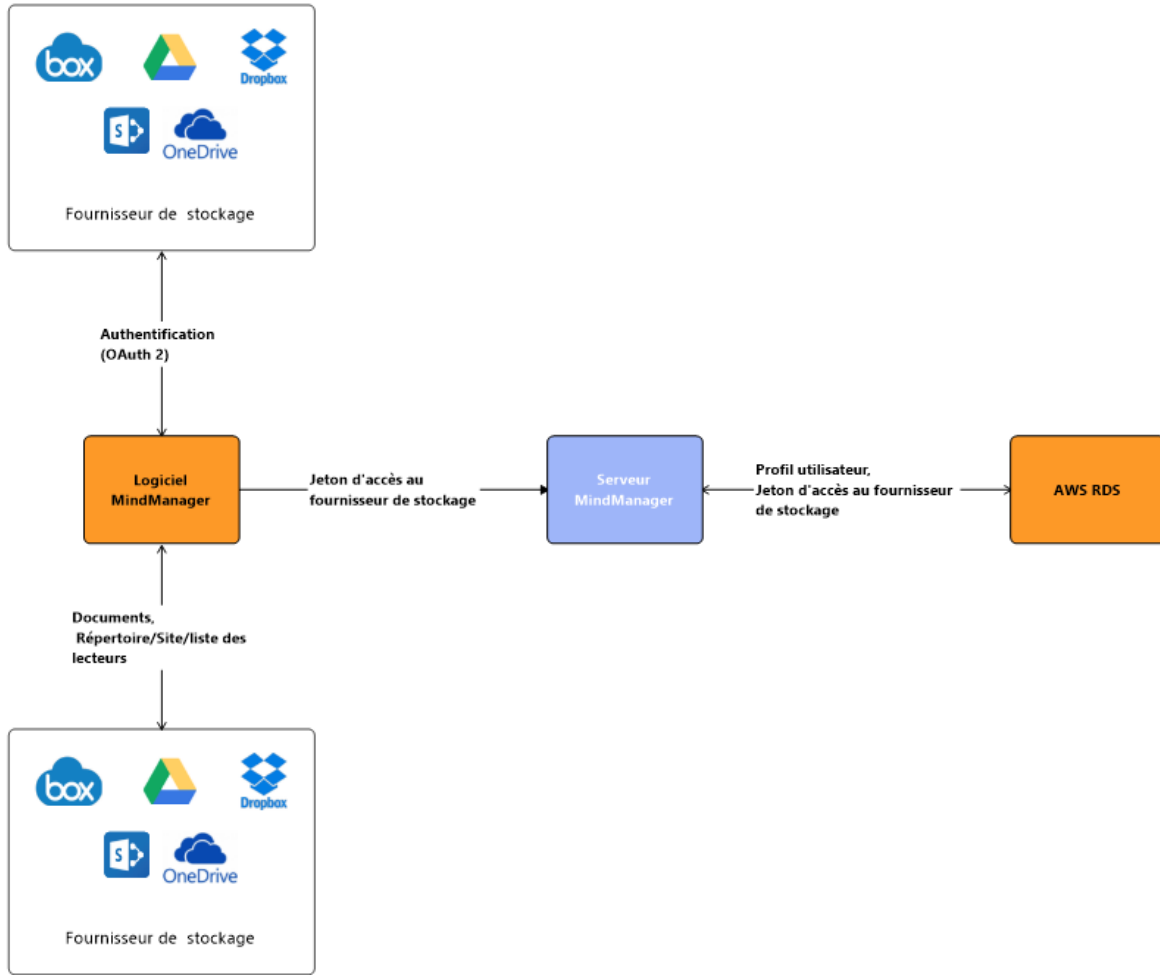 box
Dropbox
S
OneDrive
Fournisseur de stockage
Authentification
(OAuth 2)
Logiciel
MindManager
Jeton d'accès au
fournisseur de stockage
Serveur
MindManager
Profil utilisateur,
Jeton d'accès au fournisseur
de stockage
AWS RDS
Documents,
Répertoire/Site/liste des
lecteurs
box
Dropbox
S
OneDrive
Fournisseur de stockage